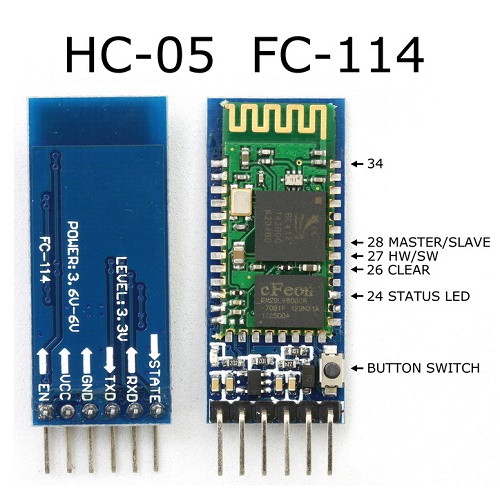 HC-05 FC-114
34
28 MASTER/SLAVE
27 HW/SW
26 CLEAR
24 STATUS LED
BUTTON SWITCH
FC-114
POWER:3.6V-6V
LEVEL:3.3V
EN
VCC
GND
TXD
RXD
STATE
cFeon